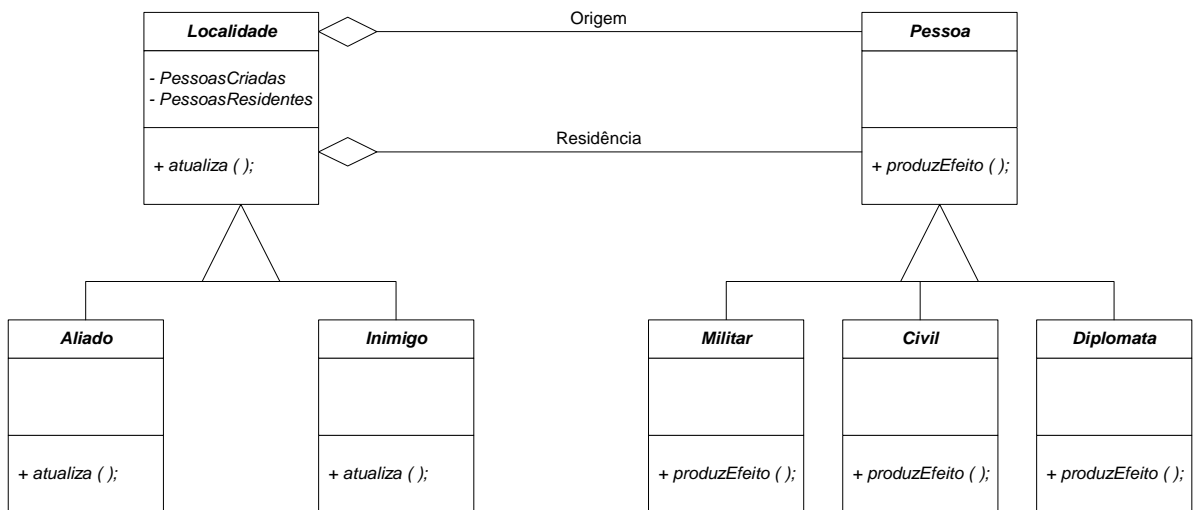 Localidade
Origem
Pessoa
- PessoasCriadas
- PessoasResidentes
Residência
+ atualiza ( );
+ produzEfeito ( );
Aliado
Inimigo
Militar
Civil
Diplomata
+ atualiza ( );
+ atualiza ( );
+ produzEfeito ( );
+ produzEfeito ( );
+ produzEfeito ( );